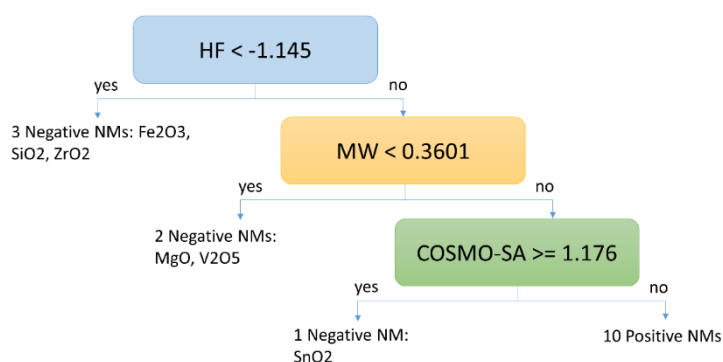 HF < -1.145
yes
no
3 Negative NMs: Fe2O3,
SiO2, ZrO2
MW < 0.3601
yes
no
2 Negative NMs:
MgO, V2O5
COSMO-SA >= 1.176
yes
no
1 Negative NM:
SnO2
10 Positive NMs